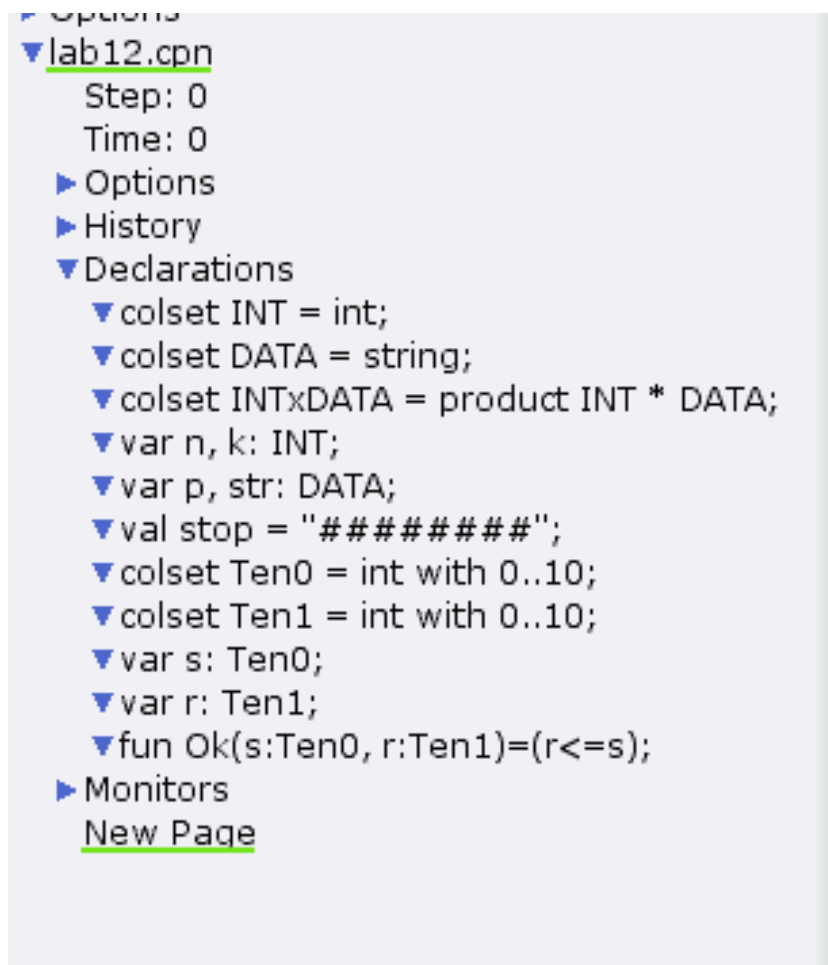 Options
lab12.cpn
Step: 0
Time: 0
Options
History
Declarations
colset INT = int;
colset DATA = string;
colset INTxDATA = product INT * DATA;
var n, k: INT;
var p, str: DATA;
val stop = "########";
colset Ten0 = int with 0..10;
colset Ten1 = int with 0..10;
var s: Ten0;
var r: Ten1;
fun Ok(s:Ten0, r:Ten1)=(r<=s);
Monitors
New Page